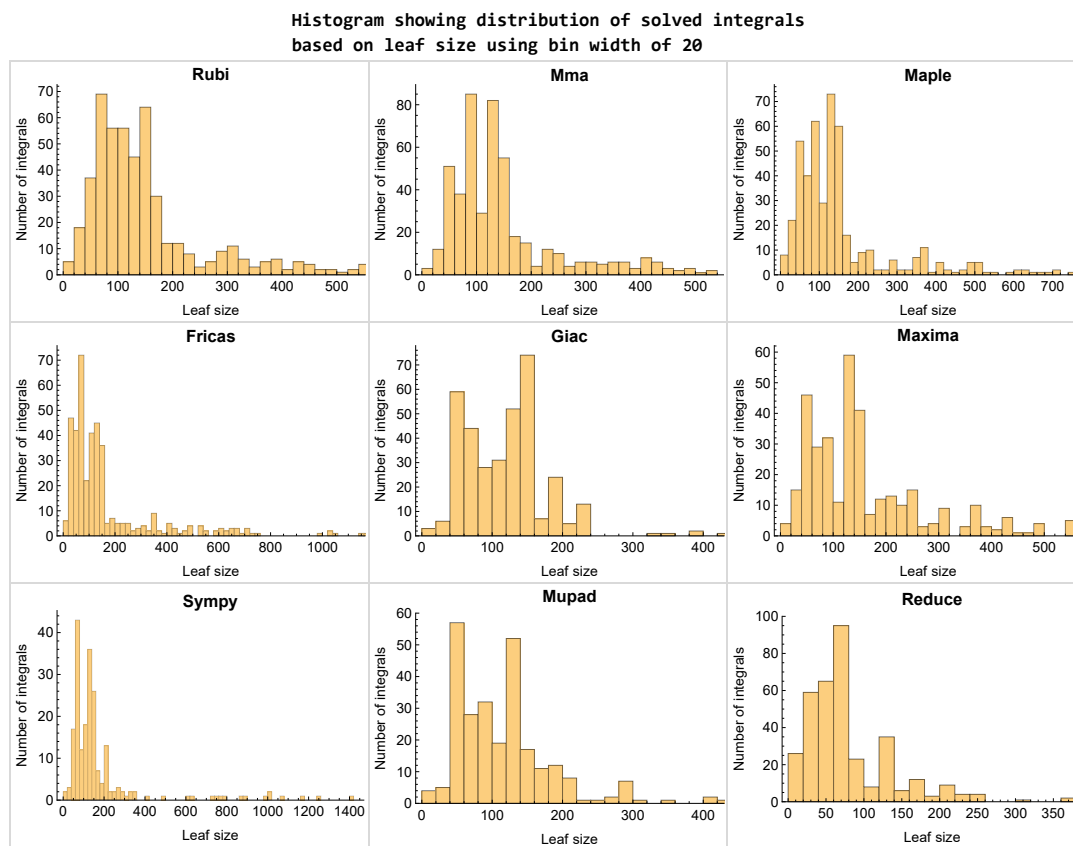 Histogram showing distribution of solved integrals
based on leaf size using bin width of 20
Rubi
Number of integrals
70
60
50
40
30
20
10
0
0 100 200 300 400 500
Leaf size
Mma
Number of integrals
80
60
40
20
0
0 100 200 300 400 500
Leaf size
Maple
Number of integrals
70
60
50
40
30
20
10
0
0 100 200 300 400 500 600 700
Leaf size
Fricas
Number of integrals
70
60
50
40
30
20
10
0
0 200 400 600 800 1000
Leaf size
Giac
Number of integrals
70
60
50
40
30
20
10
0
0 100 200 300 400
Leaf size
Maxima
Number of integrals
60
50
40
30
20
10
0
0 100 200 300 400 500
Leaf size
Sympy
Number of integrals
40
30
20
10
0
0 200 400 600 800 1000 1200 1400
Leaf size
Mupad
Number of integrals
60
50
40
30
20
10
0
0 100 200 300 400
Leaf size
Reduce
Number of integrals
100
80
60
40
20
0
0 50 100 150 200 250 300 350
Leaf size